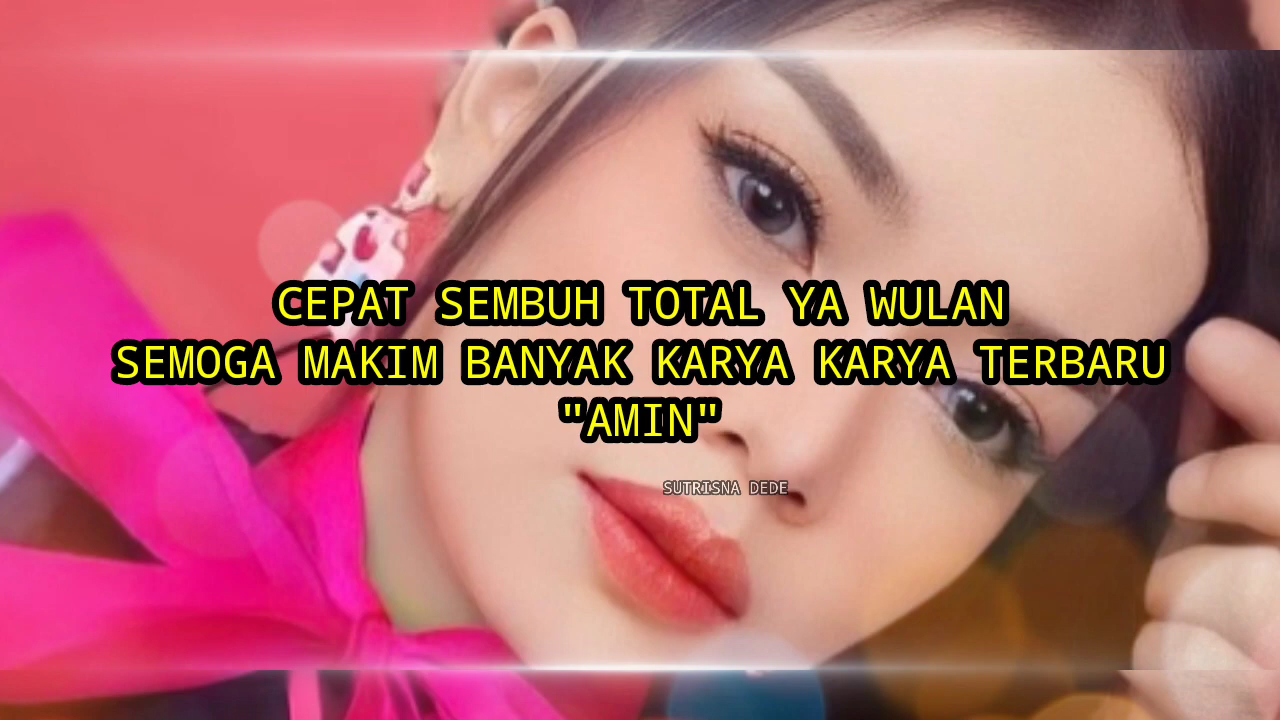 CEPAT SEMBUH TOTAL YA WULAN
SEMOGA MAKIM BANYAK KARYA KARYA TERBARU
"AMIN"
SUTRISNA DEDE